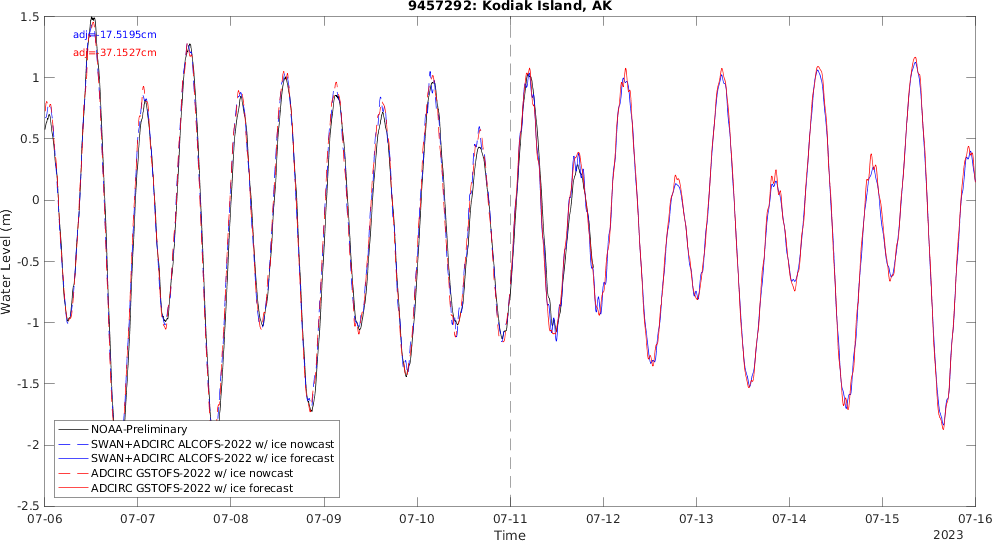 9457292: Kodiak Island, AK
1.5
1
0.5
0
-0.5
-1
-1.5
-2
-2.5
Water Level (m)
adj=-17.5195cm
adj=-37.1527cm
NOAA-Preliminary
SWAN+ADCIRC ALCOFS-2022 w/ ice nowcast
SWAN+ADCIRC ALCOFS-2022 w/ ice forecast
ADCIRC GSTOFS-2022 w/ ice nowcast
ADCIRC GSTOFS-2022 w/ ice forecast
07-06 07-07 07-08 07-09 07-10 07-11 07-12 07-13 07-14 07-15 07-16
Time
2023